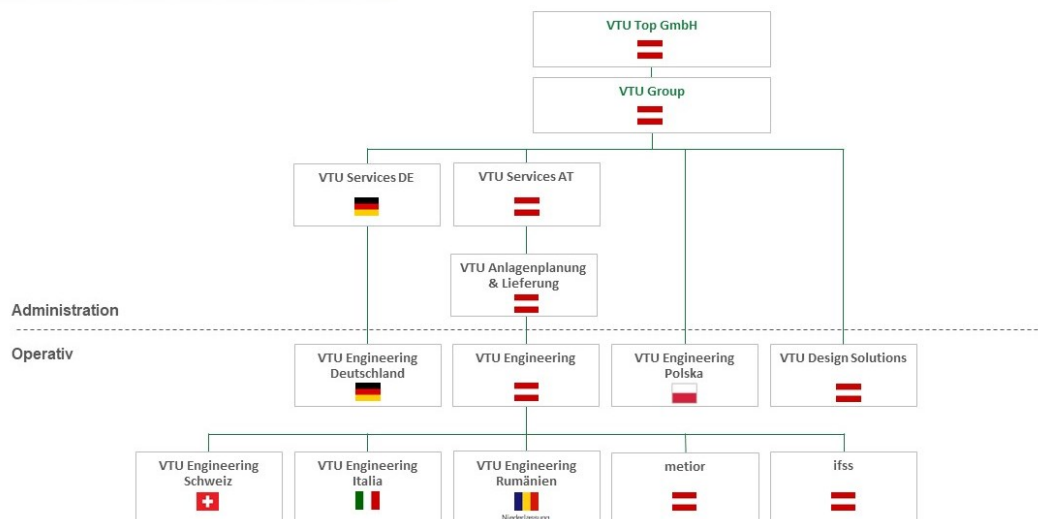 VTU Top GmbH
VTU Group
VTU Services DE
VTU Services AT
VTU Anlagenplanung
& Lieferung
Administration
Operativ
VTU Engineering
Deutschland
VTU Engineering
VTU Engineering
Polska
VTU Design Solutions
VTU Engineering
Schweiz
VTU Engineering
Italia
VTU Engineering
Rumänien
Niederlassung
metior
ifss